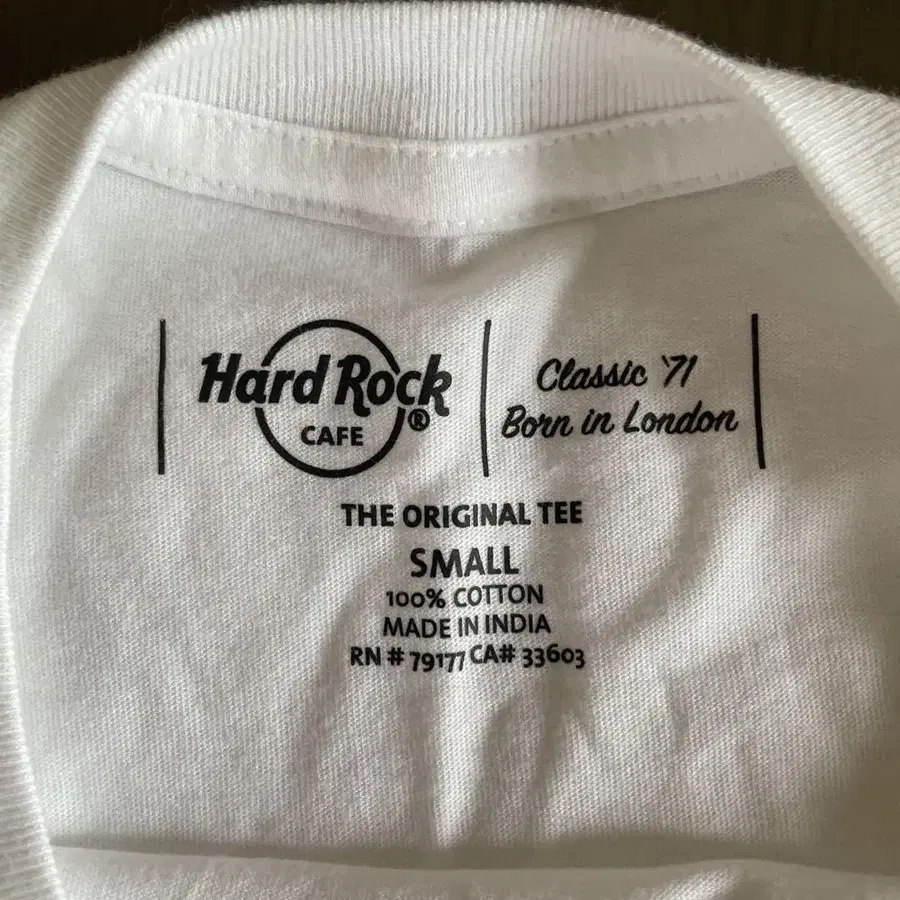 Hard Rock
CAFE
®
Classic '71
Born in London
THE ORIGINAL TEE
SMALL
100% COTTON
MADE IN INDIA
RN # 79177 CA# 33603